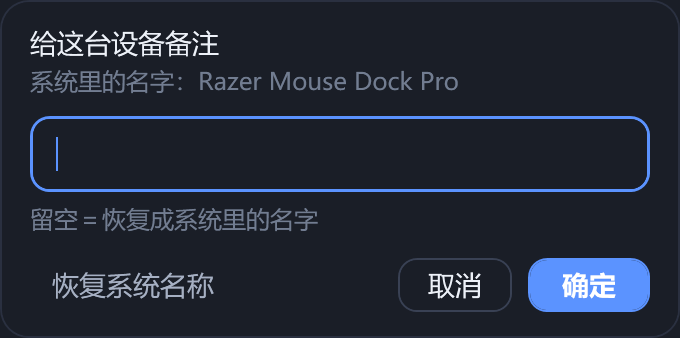 给这台设备备注
系统里的名字：Razer Mouse Dock Pro
留空 = 恢复成系统里的名字
恢复系统名称 取消 确定